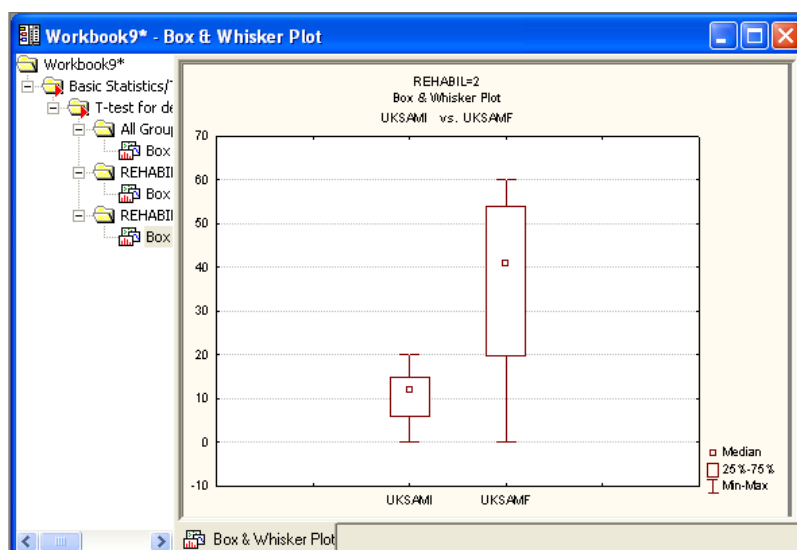 Workbook9* - Box & Whisker Plot
Workbook9*
Basic Statistics/
T-test for de
All Grou
Box
REHABI
Box
REHABI
Box
REHABIL=2
Box & Whisker Plot
UKSAMI vs. UKSAMF
70
60
50
40
30
20
10
0
-10
UKSAMI UKSAMF
Median
25%-75%
Min-Max
Box & Whisker Plot